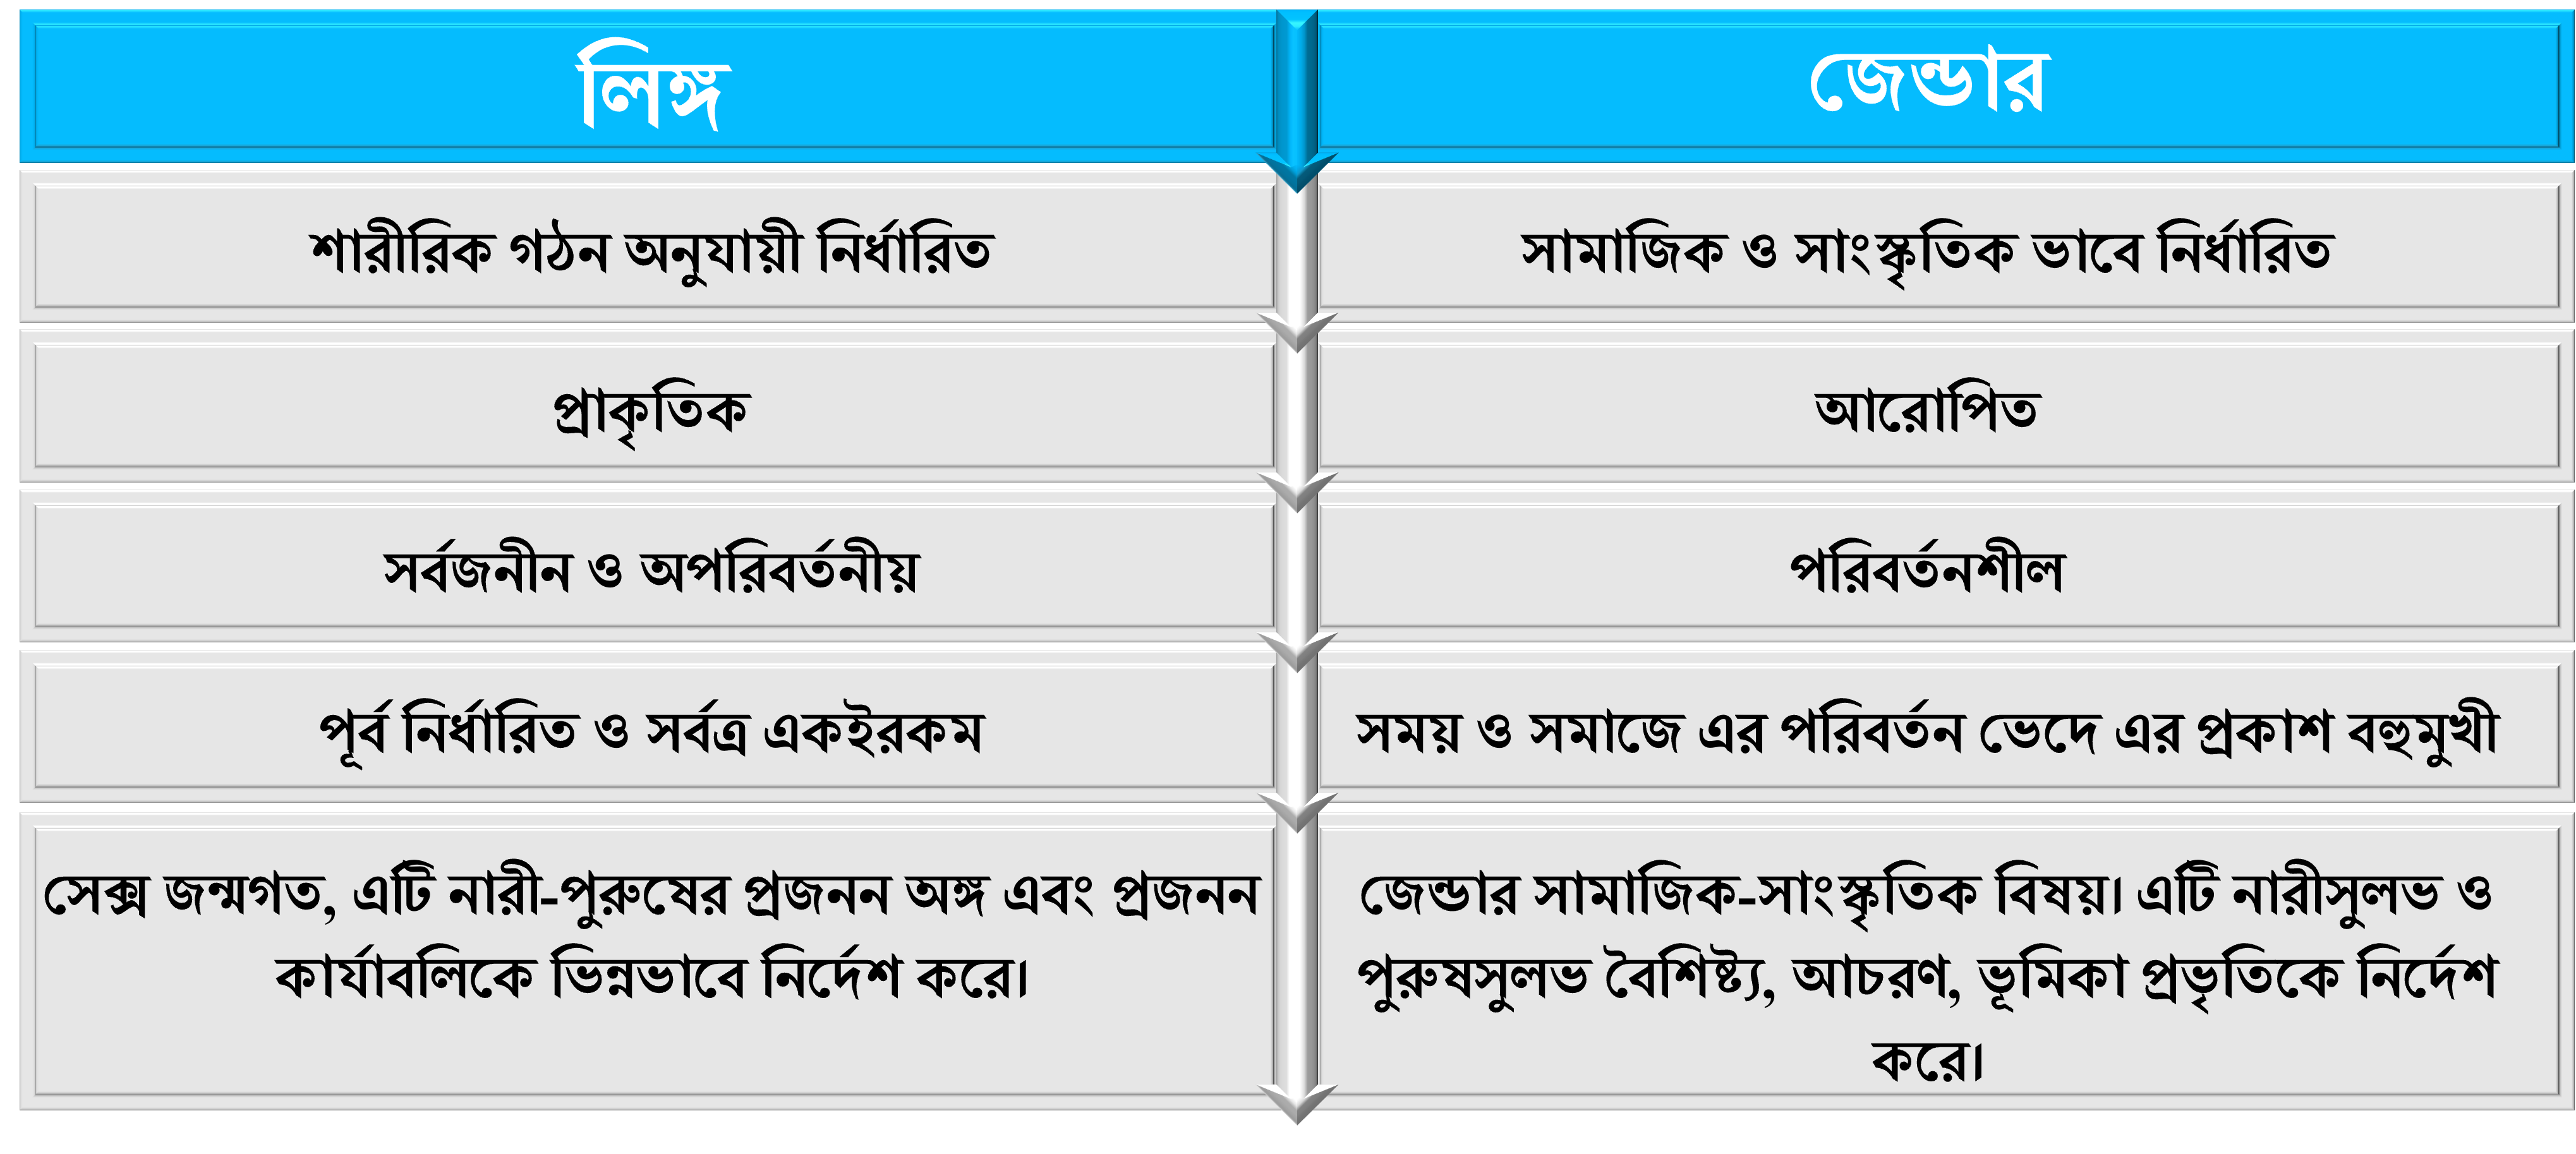 লিঙ্গ
জেন্ডার
শারীরিক গঠন অনুযায়ী নির্ধারিত
সামাজিক ও সাংস্কৃতিক ভাবে নির্ধারিত
প্রাকৃতিক
আরোপিত
সর্বজনীন ও অপরিবর্তনীয়
পরিবর্তনশীল
পূর্ব নির্ধারিত ও সর্বত্র একইরকম
সময় ও সমাজে এর পরিবর্তন ভেদে এর প্রকাশ বহুমুখী
সেক্স জন্মগত, এটি নারী-পুরুষের প্রজনন অঙ্গ এবং প্রজনন
কার্যাবলিকে ভিন্নভাবে নির্দেশ করে।
জেন্ডার সামাজিক-সাংস্কৃতিক বিষয়। এটি নারীসুলভ ও
পুরুষসুলভ বৈশিষ্ট্য, আচরণ, ভূমিকা প্রভৃতিকে নির্দেশ
করে।